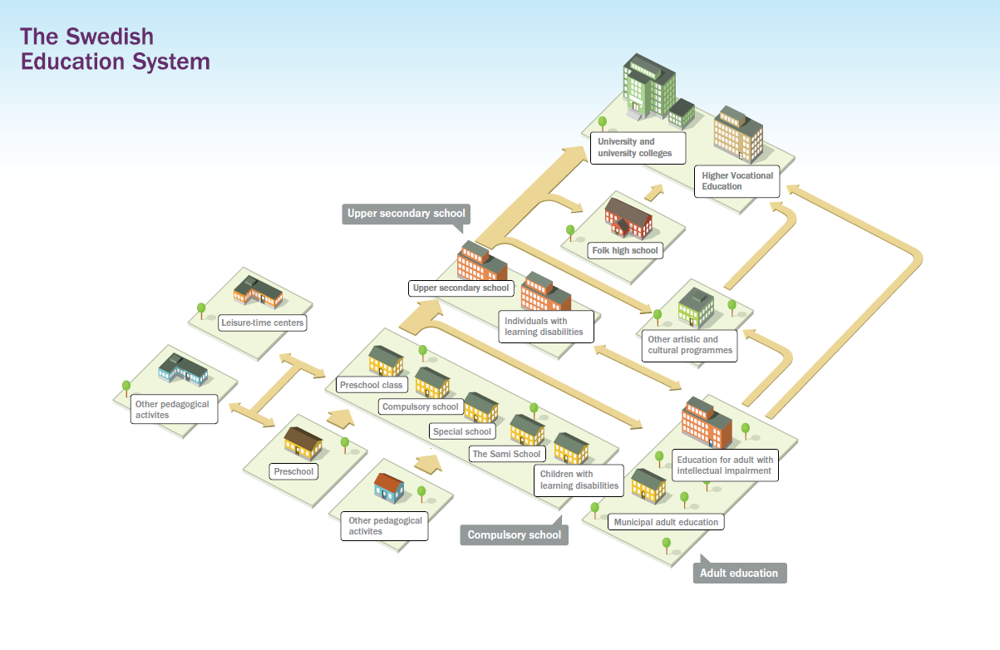 The Swedish
Education System
University and
university colleges
Higher Vocational
Education
Upper secondary school
Folk high school
Upper secondary school
Individuals with
learning disabilities
Leisure-time centers
Other artistic and
cultural programmes
Other pedagogical
activites
Preschool class
Compulsory school
Special school
The Sami School
Children with
learning disabilities
Preschool
Education for adult with
intellectual impairment
Other pedagogical
activites
Municipal adult education
Compulsory school
Adult education